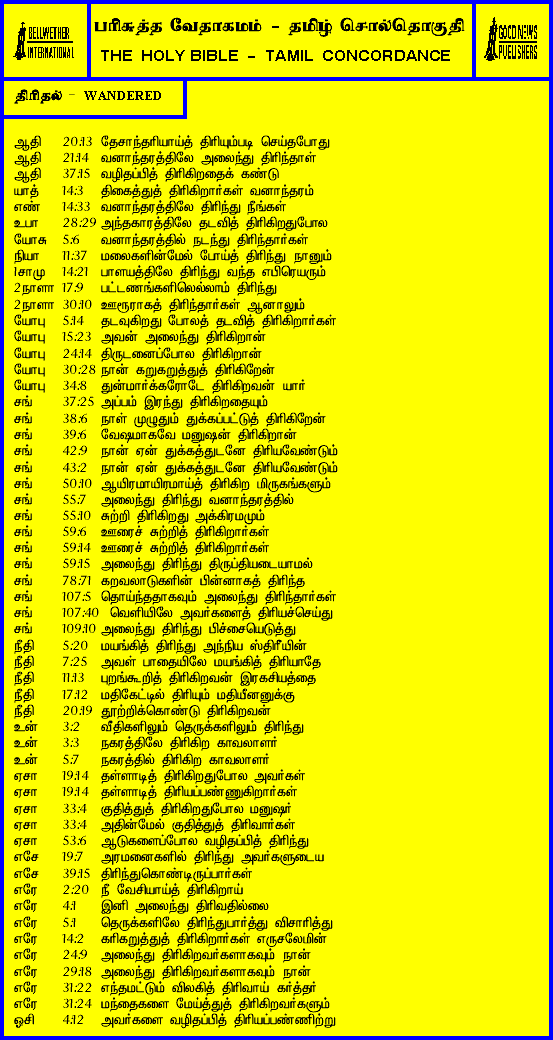 BELLWETHER INTERNATIONAL
பரிசுத்த வேதாகமம் - தமிழ் சொல்தொகுதி
THE HOLY BIBLE - TAMIL CONCORDANCE
GOOD NEWS PUBLISHERS
திரிதல் - WANDERED
ஆதி 20:13 தேசாந்தரியாய்த் திரியும்படி செய்தபோது
ஆதி 21:14 வனாந்தரத்திலே அலைந்து திரிந்தாள்
ஆதி 37:15 வழிதப்பித் திரிகிறதைக் கண்டு
யாத் 14:3 திகைத்துத் திரிகிறார்கள் வனாந்தரம்
எண் 14:33 வனாந்தரத்திலே திரிந்து நீங்கள்
உபா 28:29 அந்தகாரத்திலே தடவித் திரிகிறதுபோல
யோசு 5:6 வனாந்தரத்தில் நடந்து திரிந்தார்கள்
நியா 11:37 மலைகளின்மேல் போய்த் திரிந்து நானும்
1சாமு 14:21 பாளயத்திலே திரிந்து வந்த எபிரெயரும்
2நாளா 17:9 பட்டணங்களிலெல்லாம் திரிந்து
2நாளா 30:10 ஊரூராகத் திரிந்தார்கள் ஆனாலும்
யோபு 5:14 தடவுகிறது போலத் தடவித் திரிகிறார்கள்
யோபு 15:23 அவன் அலைந்து திரிகிறான்
யோபு 24:14 திருடனைப்போல திரிகிறான்
யோபு 30:28 நான் கறுகறுத்துத் திரிகிறேன்
யோபு 34:8 துன்மார்க்கரோடே திரிகிறவன் யார்
சங் 37:25 அப்பம் இரந்து திரிகிறதையும்
சங் 38:6 நாள் முழுதும் துக்கப்பட்டுத் திரிகிறேன்
சங் 39:6 வேஷமாகவே மனுஷன் திரிகிறான்
சங் 42:9 நான் ஏன் துக்கத்துடனே திரியவேண்டும்
சங் 43:2 நான் ஏன் துக்கத்துடனே திரியவேண்டும்
சங் 50:10 ஆயிரமாயிரமாய்த் திரிகிற மிருகங்களும்
சங் 55:7 அலைந்து திரிந்து வனாந்தரத்தில்
சங் 55:10 சுற்றி திரிகிறது அக்கிரமமும்
சங் 59:6 ஊரைச் சுற்றித் திரிகிறார்கள்
சங் 59:14 ஊரைச் சுற்றித் திரிகிறார்கள்
சங் 59:15 அலைந்து திரிந்து திருப்தியடையாமல்
சங் 78:71 கறவலாடுகளின் பின்னாகத் திரிந்த
சங் 107:5 தொய்ந்ததாகவும் அலைந்து திரிந்தார்கள்
சங் 107:40 வெளியிலே அவர்களைத் திரியச்செய்து
சங் 109:10 அலைந்து திரிந்து பிச்சையெடுத்து
நீதி 5:20 மயங்கித் திரிந்து அந்நிய ஸ்திரீயின்
நீதி 7:25 அவள் பாதையிலே மயங்கித் திரியாதே
நீதி 11:13 புறங்கூறித் திரிகிறவன் இரகசியத்தை
நீதி 17:12 மதிகேட்டில் திரியும் மதியீனனுக்கு
நீதி 20:19 தூற்றிக்கொண்டு திரிகிறவன்
உன் 3:2 வீதிகளிலும் தெருக்களிலும் திரிந்து
உன் 3:3 நகரத்திலே திரிகிற காவலாளர்
உன் 5:7 நகரத்தில் திரிகிற காவலாளர்
ஏசா 19:14 தள்ளாடித் திரிகிறதுபோல அவர்கள்
ஏசா 19:14 தள்ளாடித் திரியப்பண்ணுகிறார்கள்
ஏசா 33:4 குதித்துத் திரிகிறதுபோல மனுஷர்
ஏசா 33:4 அதின்மேல் குதித்துத் திரிவார்கள்
ஏசா 53:6 ஆடுகளைப்போல வழிதப்பித் திரிந்து
எசே 19:7 அரமனைகளில் திரிந்து அவர்களுடைய
எசே 39:15 திரிந்துகொண்டிருப்பார்கள்
எரே 2:20 நீ வேசியாய்த் திரிகிறாய்
எரே 4:1 இனி அலைந்து திரிவதில்லை
எரே 5:1 தெருக்களிலே திரிந்துபார்த்து விசாரித்து
எரே 14:2 கரிகறுத்துத் திரிகிறார்கள் எருசலேமின்
எரே 24:9 அலைந்து திரிகிறவர்களாகவும் நான்
எரே 29:18 அலைந்து திரிகிறவர்களாகவும் நான்
எரே 31:22 எந்தமட்டும் விலகித் திரிவாய் கர்த்தர்
எரே 31:24 மந்தைகளை மேய்த்துத் திரிகிறவர்களும்
ஓசி 4:12 அவர்களை வழிதப்பித் திரியப்பண்ணிற்று